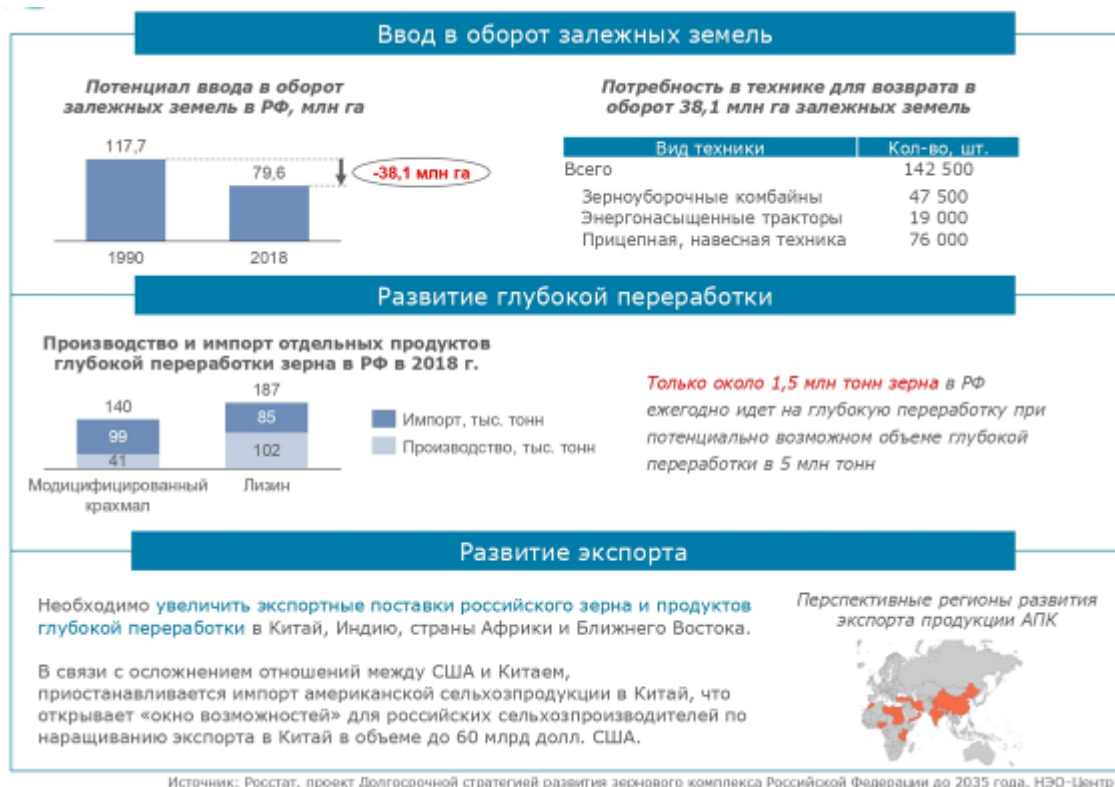 Ввод в оборот залежных земель
Потенциал ввода в оборот
залежных земель в РФ, млн га
117,7
79,6
-38,1 млн га
1990
2018
Потребность в технике для возврата в
оборот 38,1 млн га залежных земель
Вид техники Кол-во, шт.
Всего 142 500
Зерноуборочные комбайны 47 500
Энергонасыщенные тракторы 19 000
Прицепная, навесная техника 76 000
Развитие глубокой переработки
Производство и импорт отдельных продуктов
глубокой переработки зерна в РФ в 2018 г.
140
187
99
85
41
102
Импорт, тыс. тонн
Производство, тыс. тонн
Модицифицированный
крахмал
Лизин
Только около 1,5 млн тонн зерна в РФ
ежегодно идет на глубокую переработку при
потенциально возможном объеме глубокой
переработки в 5 млн тонн
Развитие экспорта
Необходимо увеличить экспортные поставки российского зерна и продуктов
глубокой переработки в Китай, Индию, страны Африки и Ближнего Востока.
В связи с осложнением отношений между США и Китаем,
приостанавливается импорт американской сельхозпродукции в Китай, что
открывает «окно возможностей» для российских сельхозпроизводителей по
наращиванию экспорта в Китай в объеме до 60 млрд долл. США.
Перспективные регионы развития
экспорта продукции АПК
Источник: Росстат, проект Долгосрочной стратегией развития зернового комплекса Российской Федерации до 2035 года, НЭО-Центр